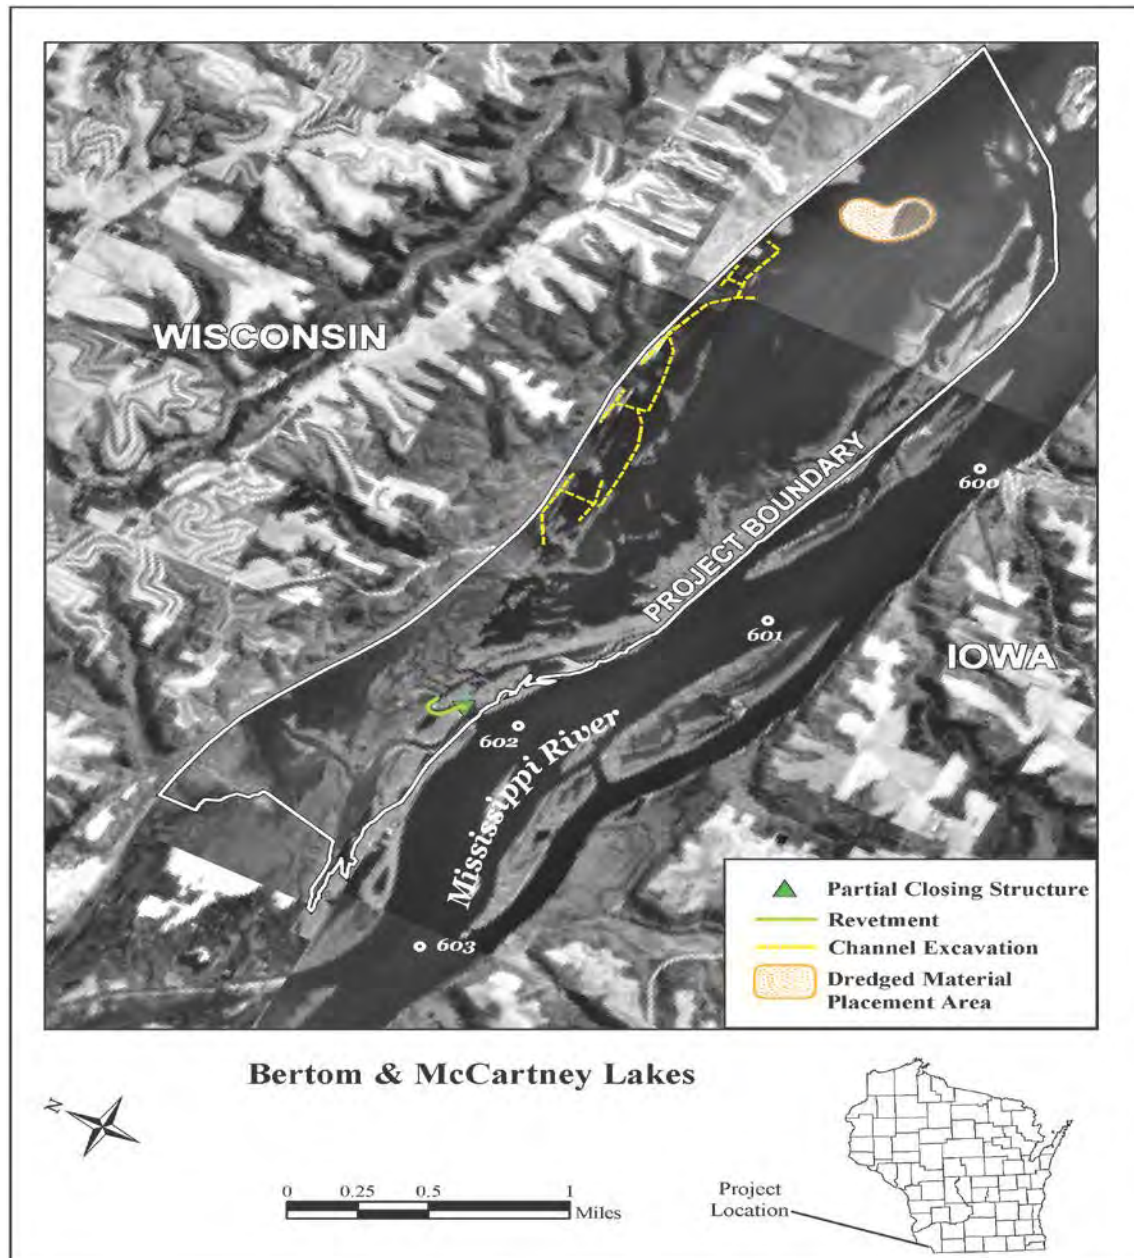 WISCONSIN
PROJECT BOUNDARY
600
601
IOWA
602
Mississippi River
603
Partial Closing Structure
Revetment
Channel Excavation
Dredged Material
Placement Area
Bertom & McCartney Lakes
N
0 0.25 0.5 1
Miles
Project
Location